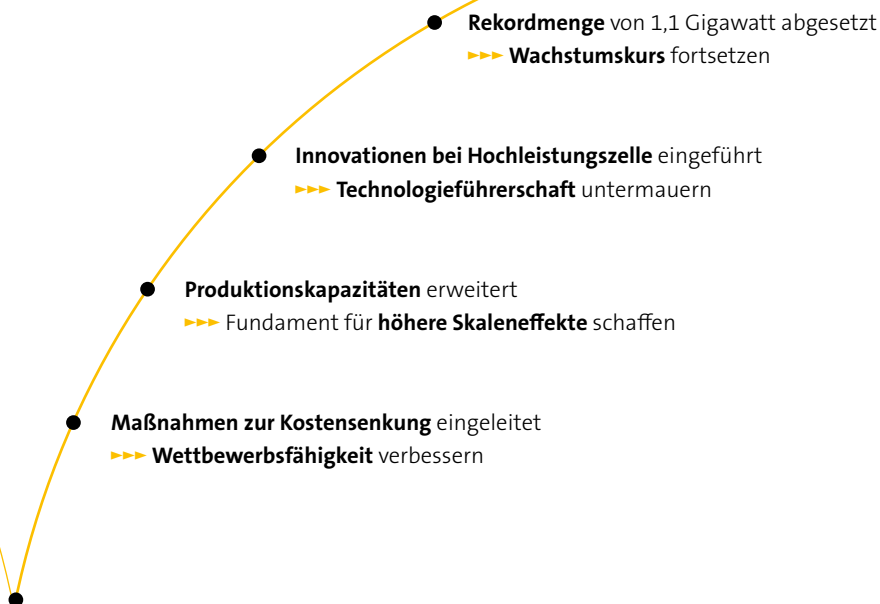 Rekordmenge von 1,1 Gigawatt abgesetzt
►►► Wachstumskurs fortsetzen
Innovationen bei Hochleistungszelle eingeführt
►►► Technologieführerschaft untermauern
Produktionskapazitäten erweitert
►►► Fundament für höhere Skaleneffekte schaffen
Maßnahmen zur Kostensenkung eingeleitet
►►► Wettbewerbsfähigkeit verbessern